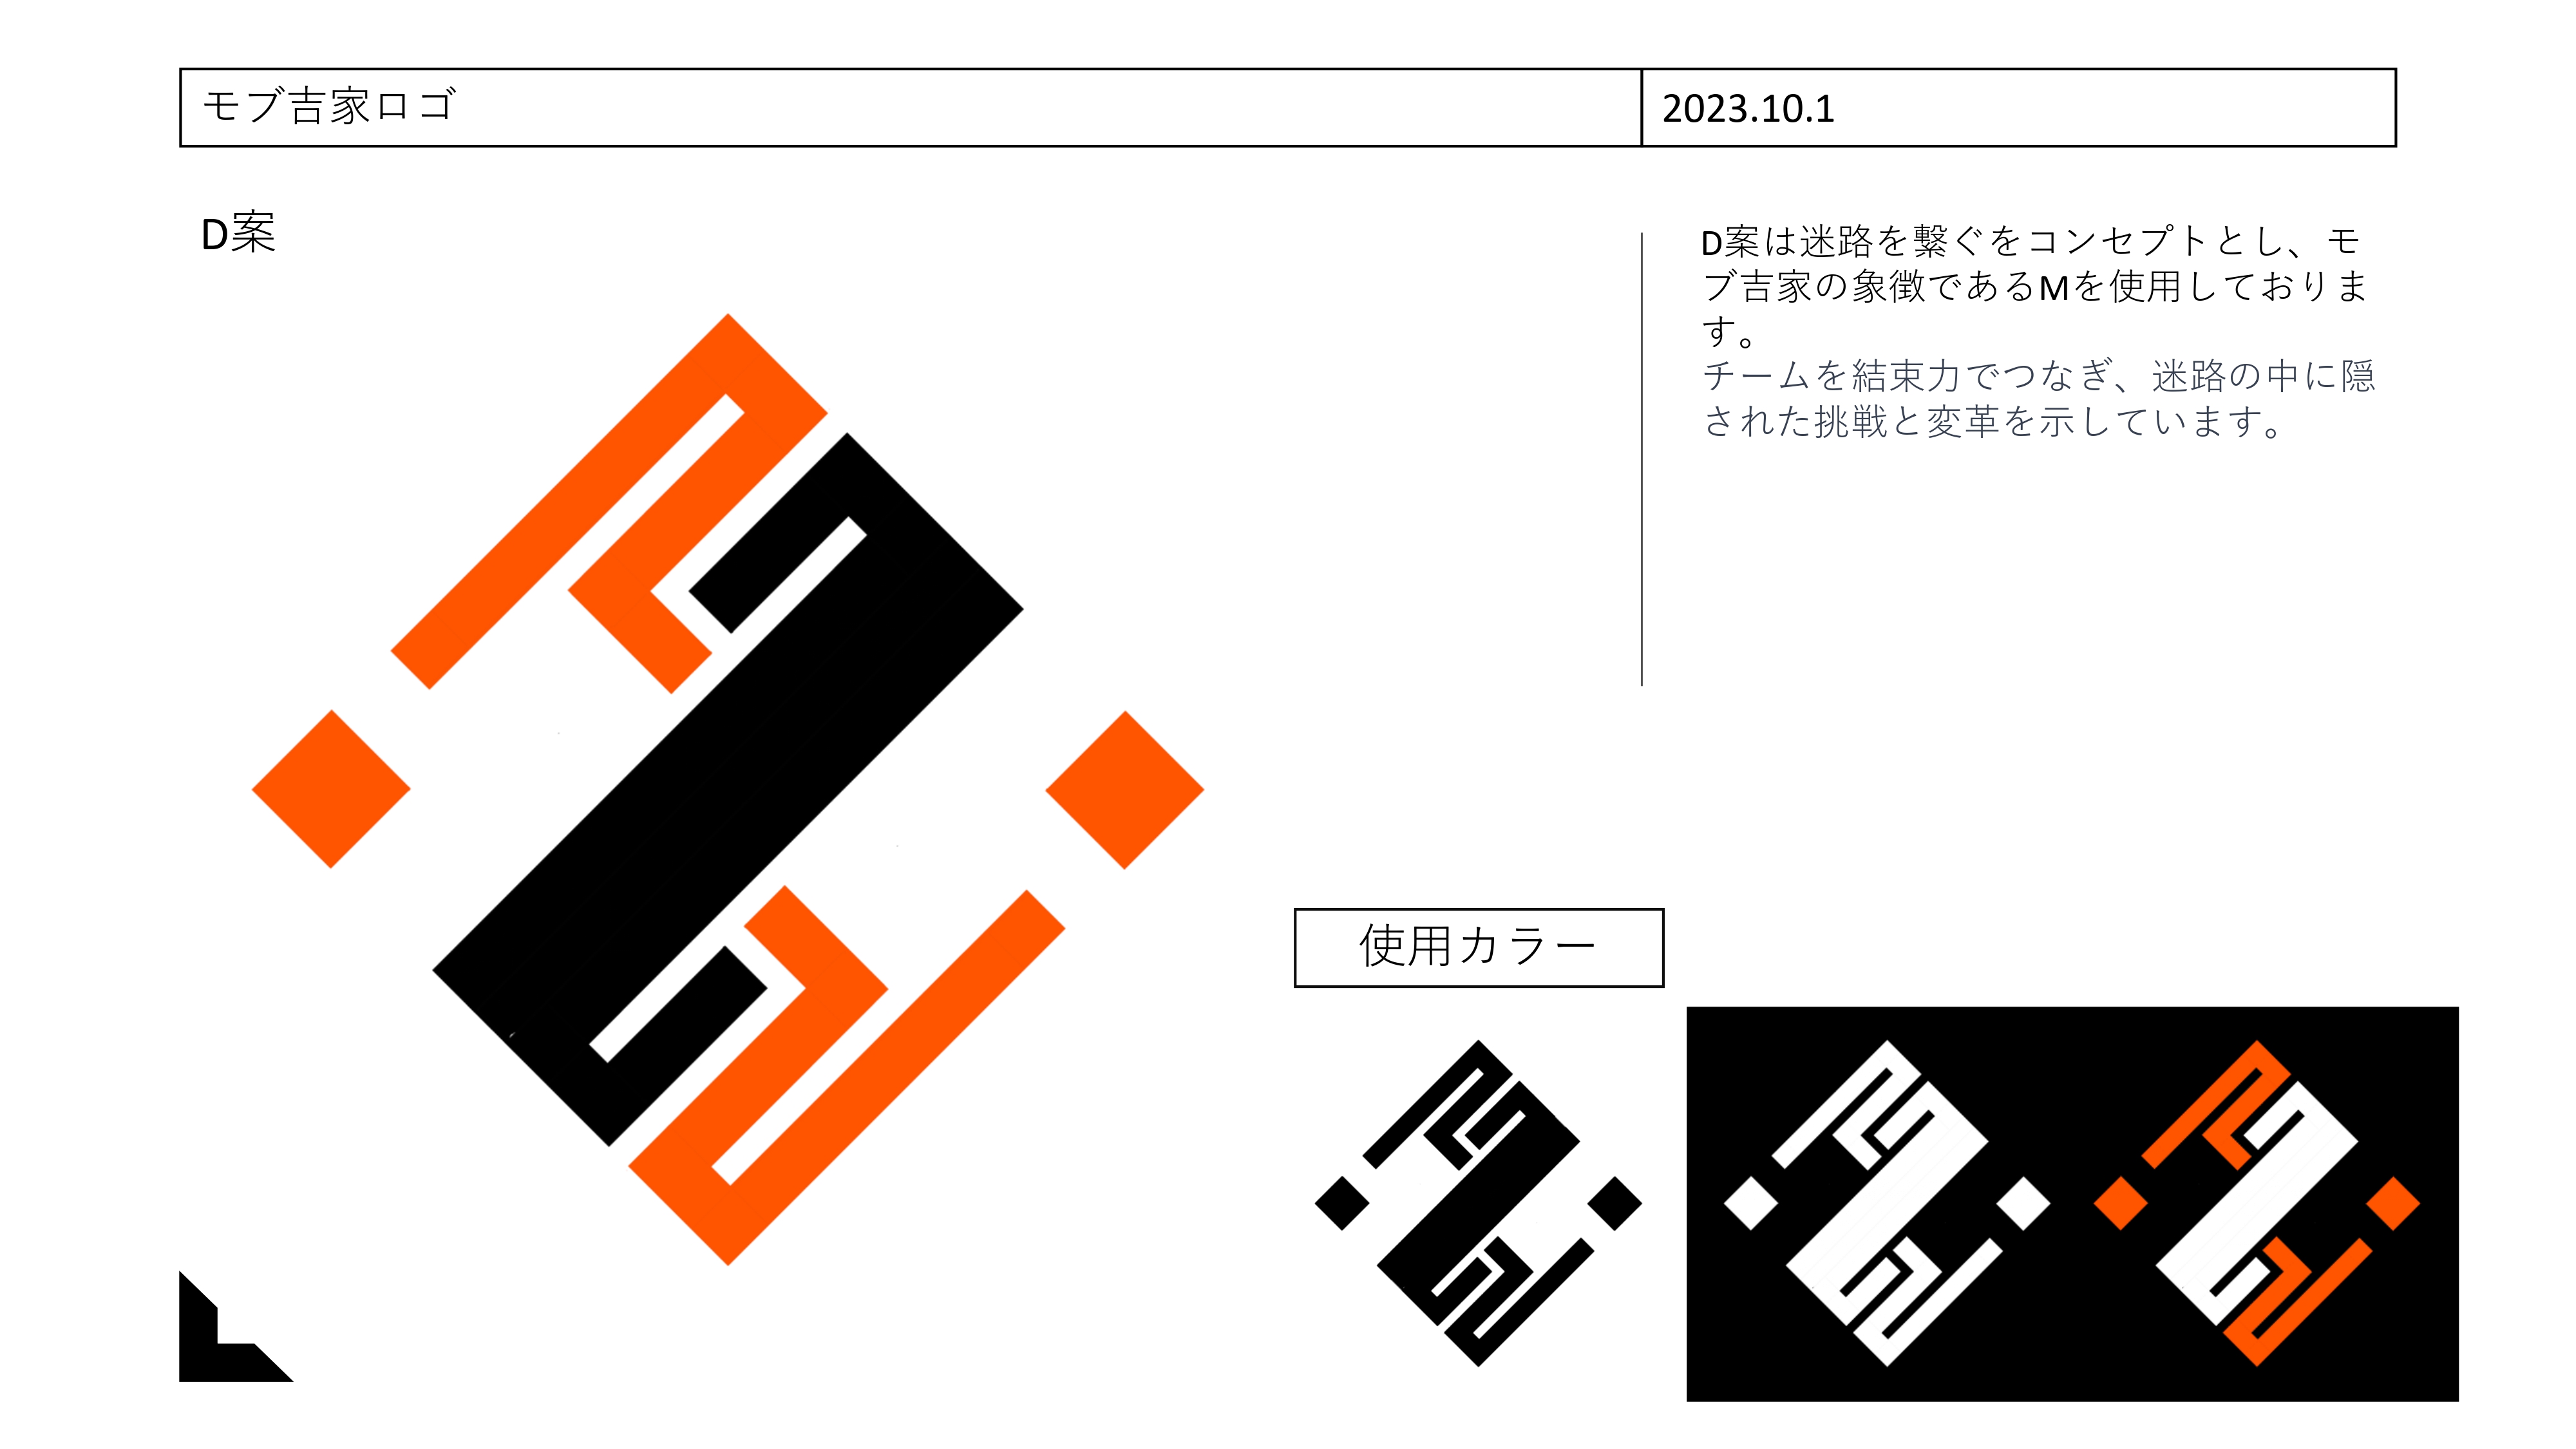 モブ吉家ロゴ
2023.10.1
D案
D案は迷路を繋ぐをコンセプトとし、モ
ブ吉家の象徴であるMを使用しておりま
す。
チームを結束力でつなぎ、迷路の中に隠
された挑戦と変革を示しています。
使用カラー